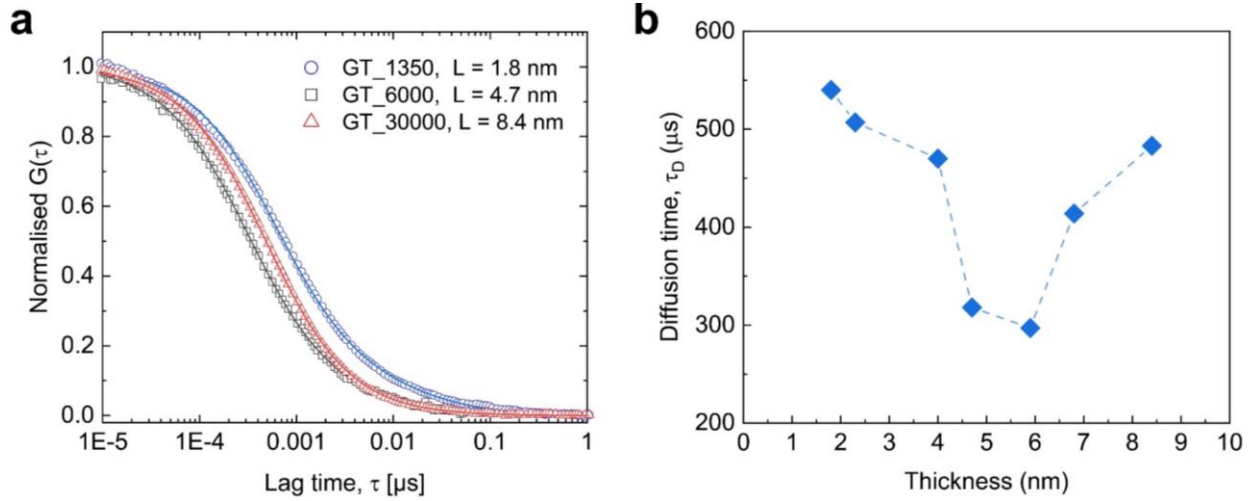 a
Normalised G(τ)
1.0
0.8
0.6
0.4
0.2
0.0
GT_1350, L = 1.8 nm
GT_6000, L = 4.7 nm
GT_30000, L = 8.4 nm
1E-5 1E-4 0.001 0.01 0.1 1
Lag time, τ [µs]
b
Diffusion time, τD (µs)
600
500
400
300
200
0 1 2 3 4 5 6 7 8 9 10
Thickness (nm)